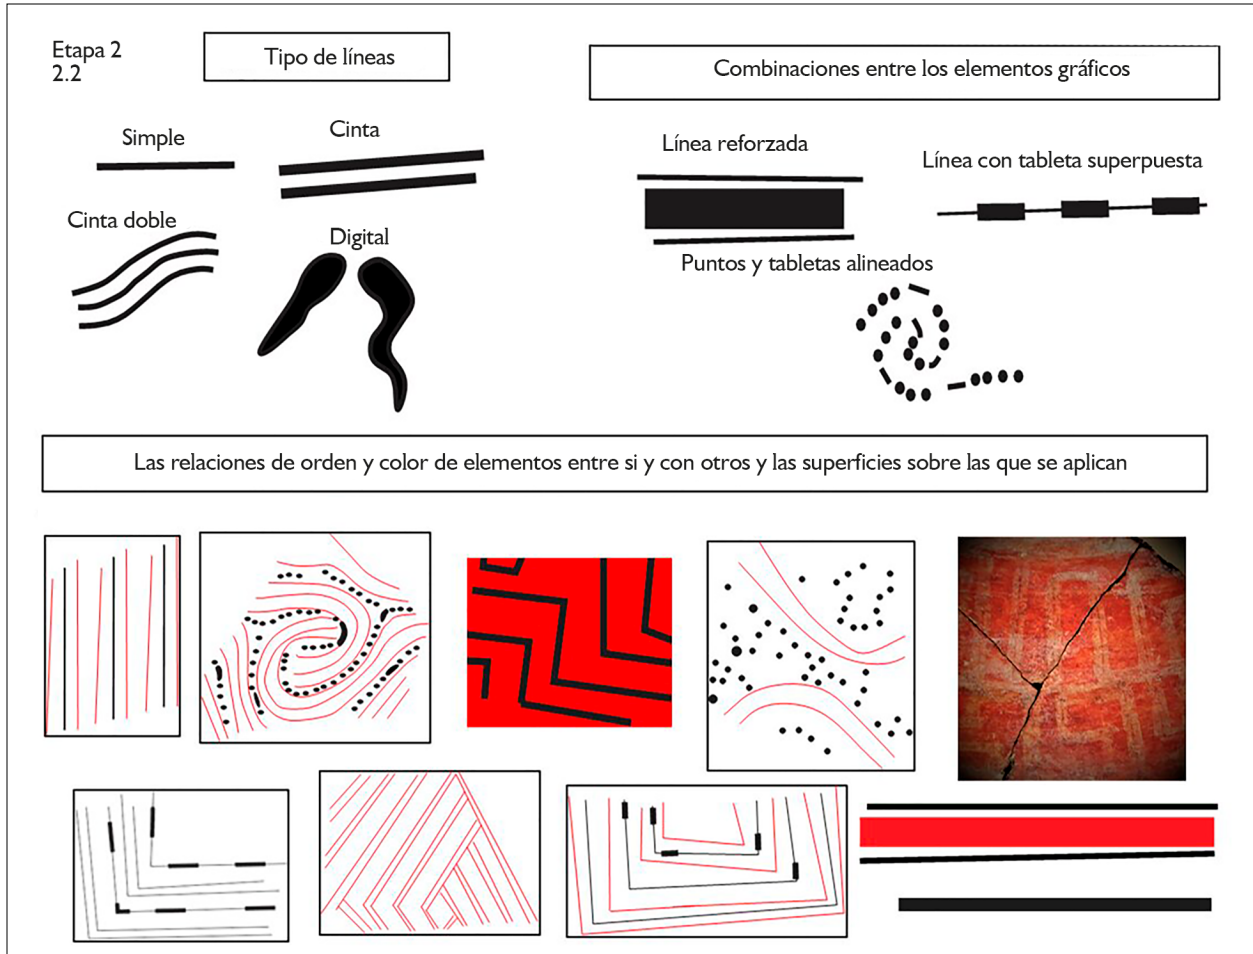 Etapa 2
2.2
Tipo de líneas
Combinaciones entre los elementos gráficos
Simple
Cinta
Cinta doble
Digital
Línea reforzada
Línea con tableta superpuesta
Puntos y tabletas alineados
Las relaciones de orden y color de elementos entre si y con otros y las superficies sobre las que se aplican